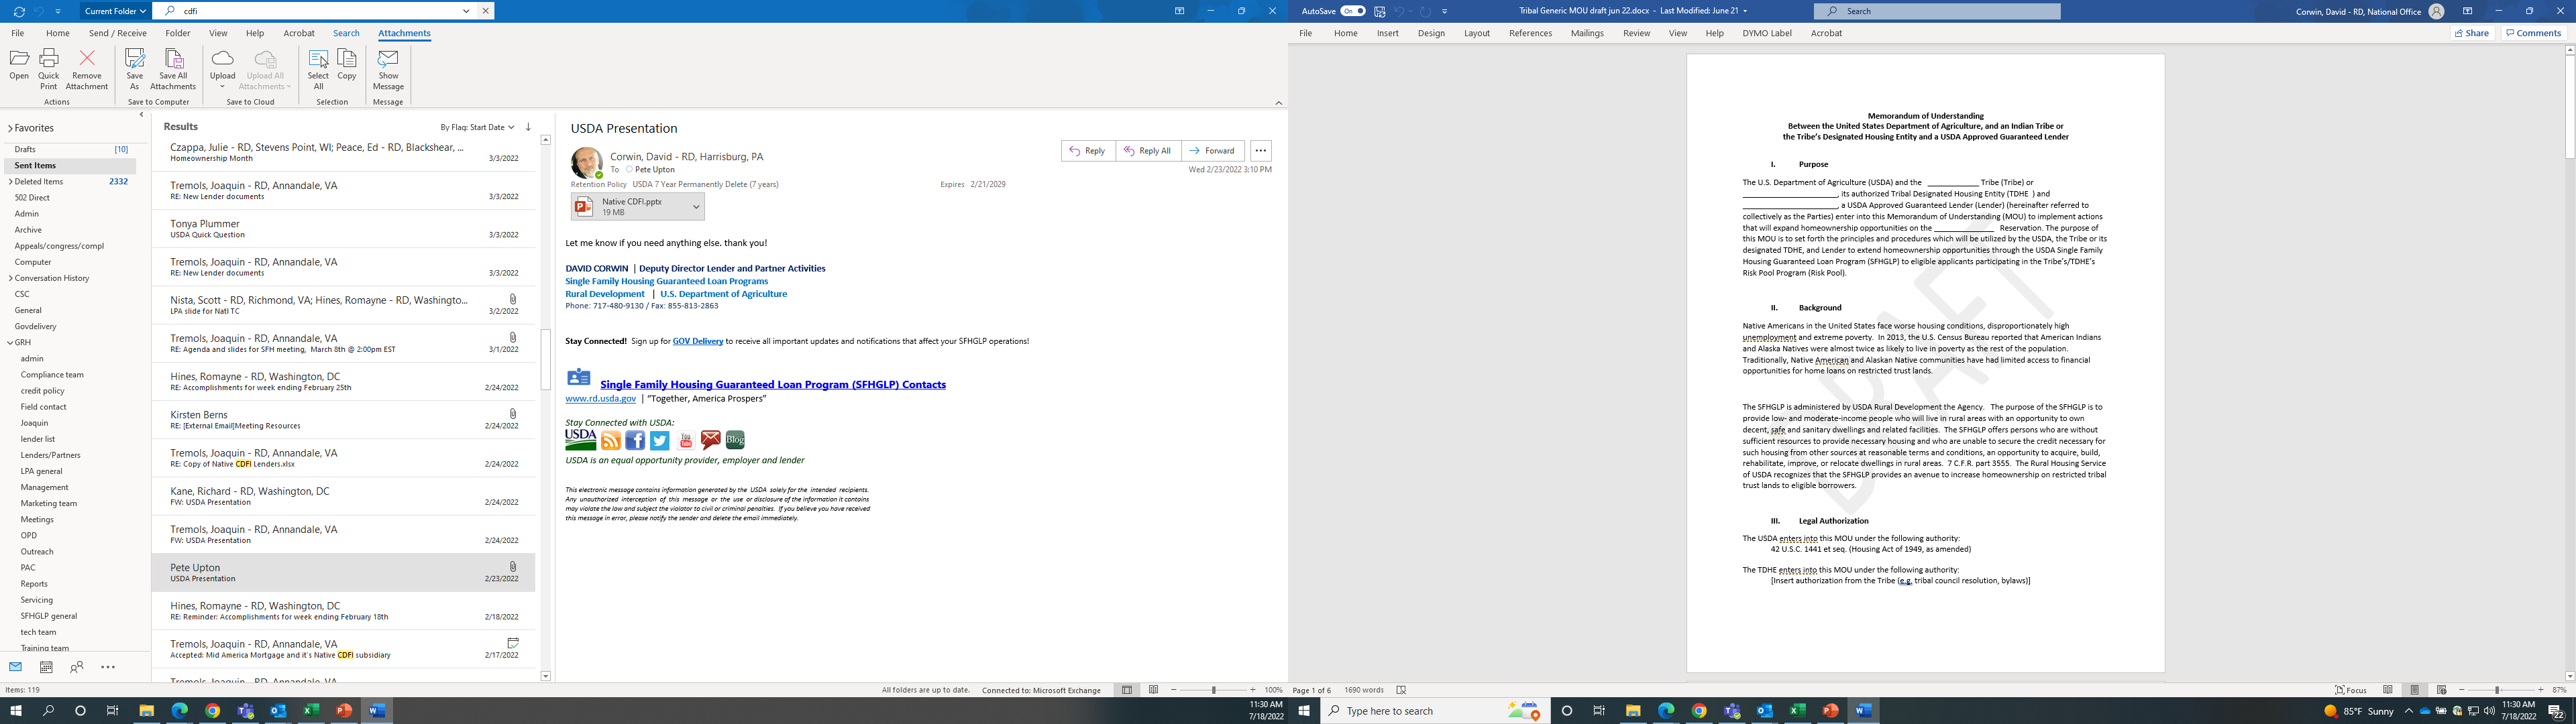 Current Folder
cdfi
File Home Send / Receive Folder View Help Acrobat Search Attachments
Open
Quick Print
Remove Attachment
Save As
Save All Attachments
Upload
Upload All Attachments
Select All
Copy
Show Message
Actions
Save to Computer
Save to Cloud
Selection
Message
Favorites
Drafts [10]
Sent Items
Deleted Items 2332
502 Direct
Admin
Archive
Appeals/congress/compl
Computer
Conversation History
CSC
General
Govdelivery
GRH
admin
Compliance team
credit policy
Field contact
Joaquin
lender list
Lenders/Partners
LPA general
Management
Marketing team
Meetings
OPD
Outreach
PAC
Reports
Servicing
SFHGLP general
tech team
Training team
Items: 119
Results
By Flag: Start Date
Czappa, Julie - RD, Stevens Point, WI; Peace, Ed - RD, Blackshear, ...
Homeownership Month 3/3/2022
Tremols, Joaquin - RD, Annandale, VA
RE: New Lender documents 3/3/2022
Tonya Plummer
USDA Quick Question 3/3/2022
Tremols, Joaquin - RD, Annandale, VA
RE: New Lender documents 3/3/2022
Nista, Scott - RD, Richmond, VA; Hines, Romayne - RD, Washingto...
LPA slide for Natl TC 3/2/2022
Tremols, Joaquin - RD, Annandale, VA
RE: Agenda and slides for SFH meeting, March 8th @ 2:00pm EST 3/1/2022
Hines, Romayne - RD, Washington, DC
RE: Accomplishments for week ending February 25th 2/24/2022
Kirsten Berns
RE: [External Email]Meeting Resources 2/24/2022
Tremols, Joaquin - RD, Annandale, VA
RE: Copy of Native CDFI Lenders.xlsx 2/24/2022
Kane, Richard - RD, Washington, DC
FW: USDA Presentation 2/24/2022
Tremols, Joaquin - RD, Annandale, VA
FW: USDA Presentation 2/24/2022
Pete Upton
USDA Presentation 2/23/2022
Hines, Romayne - RD, Washington, DC
RE: Reminder: Accomplishments for week ending February 18th 2/18/2022
Tremols, Joaquin - RD, Annandale, VA
Accepted: Mid America Mortgage and it's Native CDFI subsidiary 2/17/2022
Tremols, Joaquin - RD, Annandale, VA
USDA Presentation
Corwin, David - RD, Harrisburg, PA
To Pete Upton
Reply Reply All Forward
Wed 2/23/2022 3:10 PM
Retention Policy USDA 7 Year Permanently Delete (7 years) Expires 2/21/2029
Native CDFI.pptx
19 MB
Let me know if you need anything else. thank you!
DAVID CORWIN | Deputy Director Lender and Partner Activities
Single Family Housing Guaranteed Loan Programs
Rural Development | U.S. Department of Agriculture
Phone: 717-480-9130 / Fax: 855-813-2863
Stay Connected! Sign up for GOV Delivery to receive all important updates and notifications that affect your SFHGLP operations!
Single Family Housing Guaranteed Loan Program (SFHGLP) Contacts
www.rd.usda.gov | “Together, America Prospers”
Stay Connected with USDA:
USDA
You Tube
Blog
USDA is an equal opportunity provider, employer and lender
This electronic message contains information generated by the USDA solely for the intended recipients.
Any unauthorized interception of this message or the use or disclosure of the information it contains
may violate the law and subject the violator to civil or criminal penalties. If you believe you have received
this message in error, please notify the sender and delete the email immediately.
All folders are up to date. Connected to: Microsoft Exchange 100%
11:30 AM
7/18/2022
AutoSave On
Tribal Generic MOU draft jun 22.docx - Last Modified: June 21
Search
Corwin, David - RD, National Office
File Home Insert Design Layout References Mailings Review View Help DYMO Label Acrobat
Share Comments
DRAFT
Memorandum of Understanding
Between the United States Department of Agriculture, and an Indian Tribe or
the Tribe’s Designated Housing Entity and a USDA Approved Guaranteed Lender
I. Purpose
The U.S. Department of Agriculture (USDA) and the ____________ Tribe (Tribe) or
______________________, its authorized Tribal Designated Housing Entity (TDHE ) and
______________________, a USDA Approved Guaranteed Lender (Lender) (hereinafter referred to
collectively as the Parties) enter into this Memorandum of Understanding (MOU) to implement actions
that will expand homeownership opportunities on the ______________ Reservation. The purpose of
this MOU is to set forth the principles and procedures which will be utilized by the USDA, the Tribe or its
designated TDHE, and Lender to extend homeownership opportunities through the USDA Single Family
Housing Guaranteed Loan Program (SFHGLP) to eligible applicants participating in the Tribe’s/TDHE’s
Risk Pool Program (Risk Pool).
II. Background
Native Americans in the United States face worse housing conditions, disproportionately high
unemployment and extreme poverty. In 2013, the U.S. Census Bureau reported that American Indians
and Alaska Natives were almost twice as likely to live in poverty as the rest of the population.
Traditionally, Native American and Alaskan Native communities have had limited access to financial
opportunities for home loans on restricted trust lands.
The SFHGLP is administered by USDA Rural Development the Agency. The purpose of the SFHGLP is to
provide low- and moderate-income people who will live in rural areas with an opportunity to own
decent, safe and sanitary dwellings and related facilities. The SFHGLP offers persons who are without
sufficient resources to provide necessary housing and who are unable to secure the credit necessary for
such housing from other sources at reasonable terms and conditions, an opportunity to acquire, build,
rehabilitate, improve, or relocate dwellings in rural areas. 7 C.F.R. part 3555. The Rural Housing Service
of USDA recognizes that the SFHGLP provides an avenue to increase homeownership on restricted tribal
trust lands to eligible borrowers.
III. Legal Authorization
The USDA enters into this MOU under the following authority:
42 U.S.C. 1441 et seq. (Housing Act of 1949, as amended)
The TDHE enters into this MOU under the following authority:
[Insert authorization from the Tribe (e.g. tribal council resolution, bylaws)]
Page 1 of 6 1690 words
Focus 87%
Type here to search
85°F Sunny
11:30 AM
7/18/2022
22